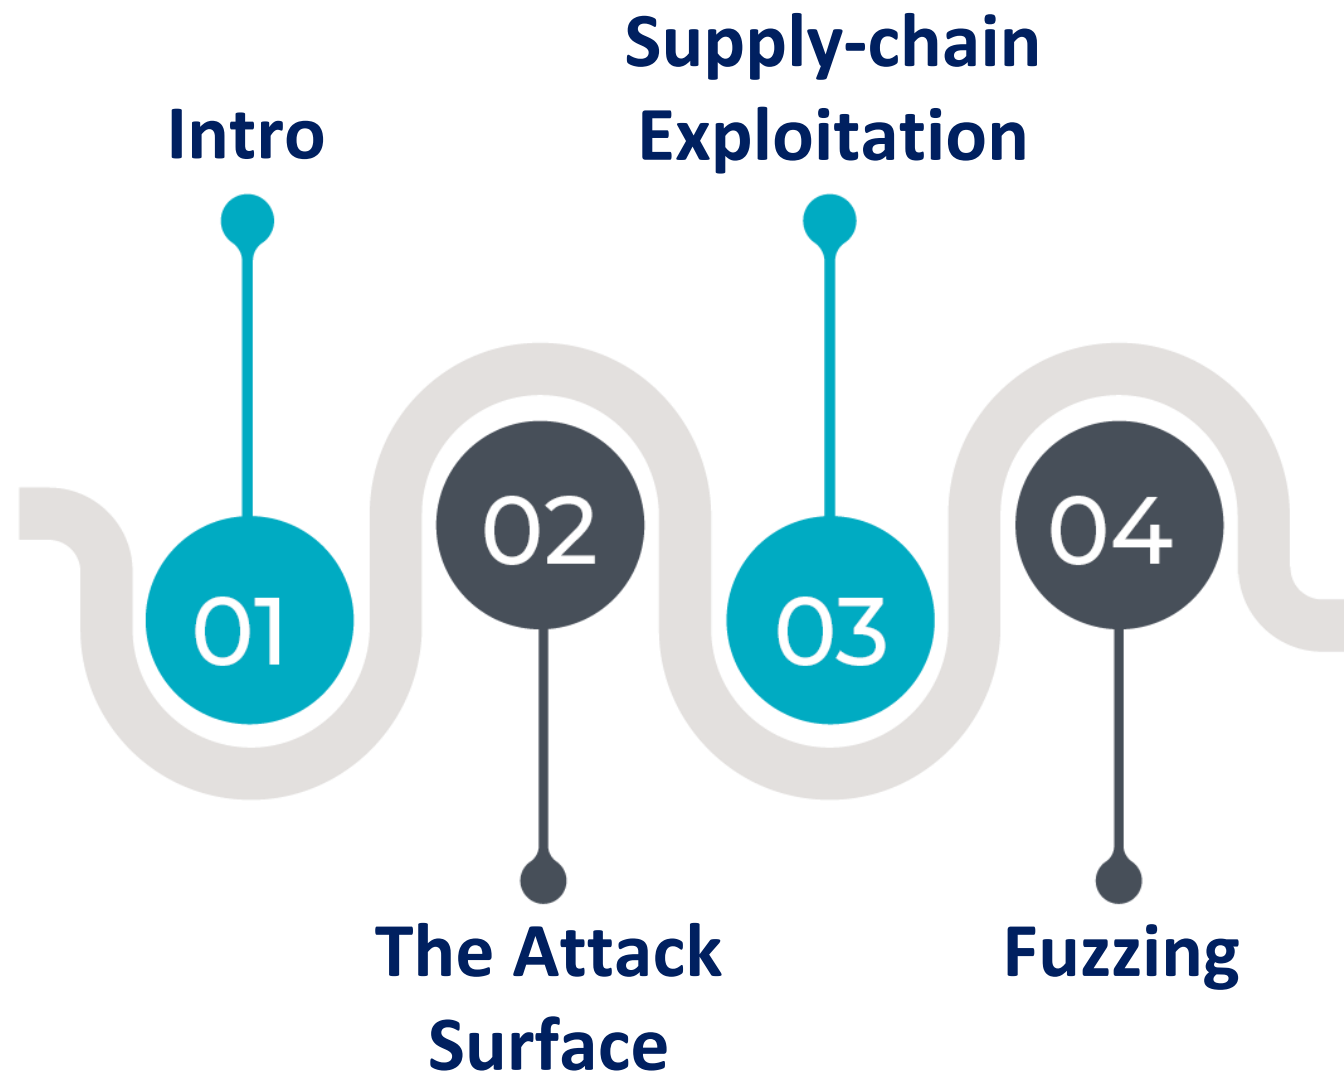 Supply-chain
Exploitation
Intro
01
02
03
04
The Attack
Surface
Fuzzing